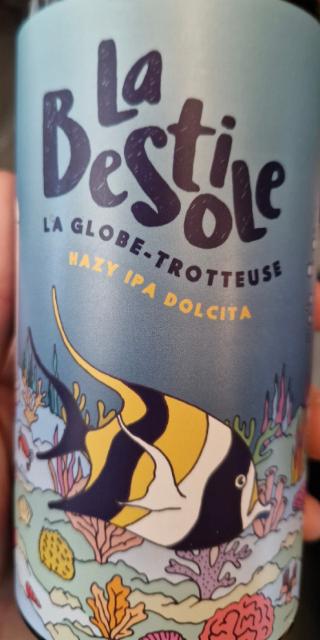 La
Bestiole
LA GLOBE-TROTTEUSE
HAZY IPA DOLCITA